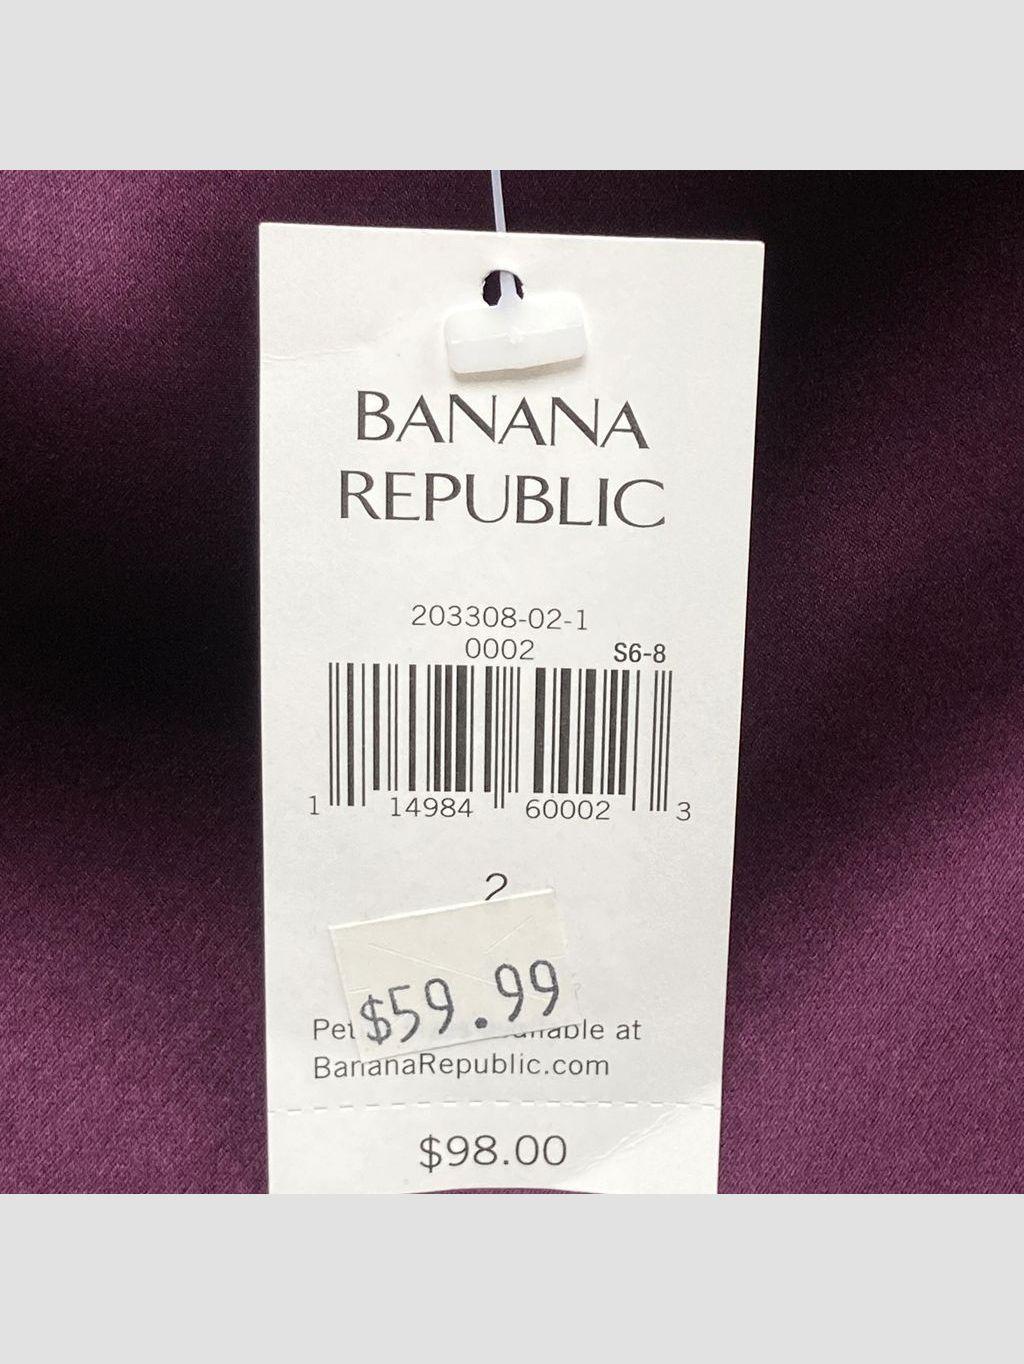 BANANA
REPUBLIC
203308-02-1
0002 S6-8
1 14984 60002 3
2
$59.99
at
BananaRepublic.com
$98.00